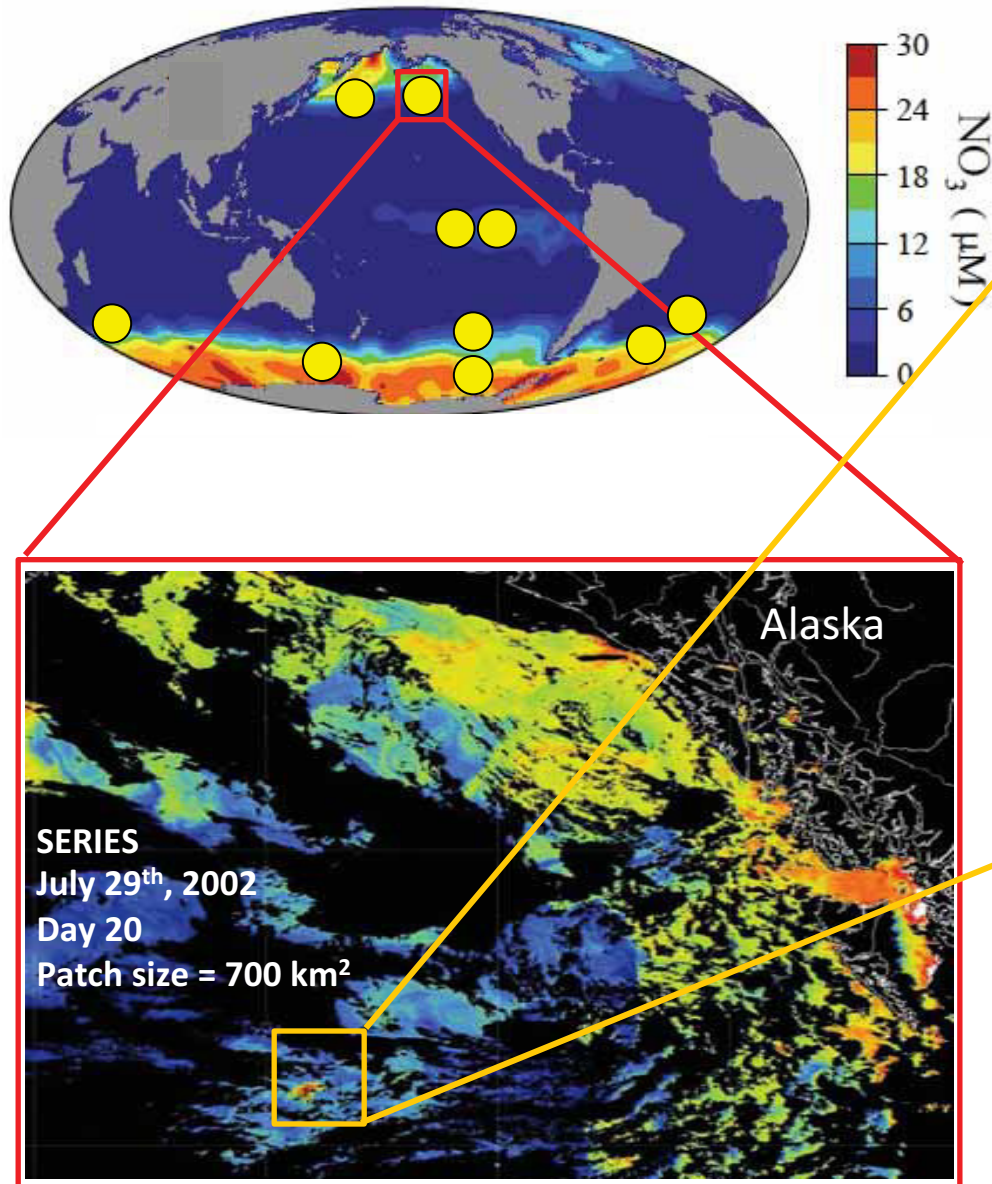 30
24
18
12
6
0
NO₃ (μM)
Alaska
SERIES
July 29ᵗʰ, 2002
Day 20
Patch size = 700 km²